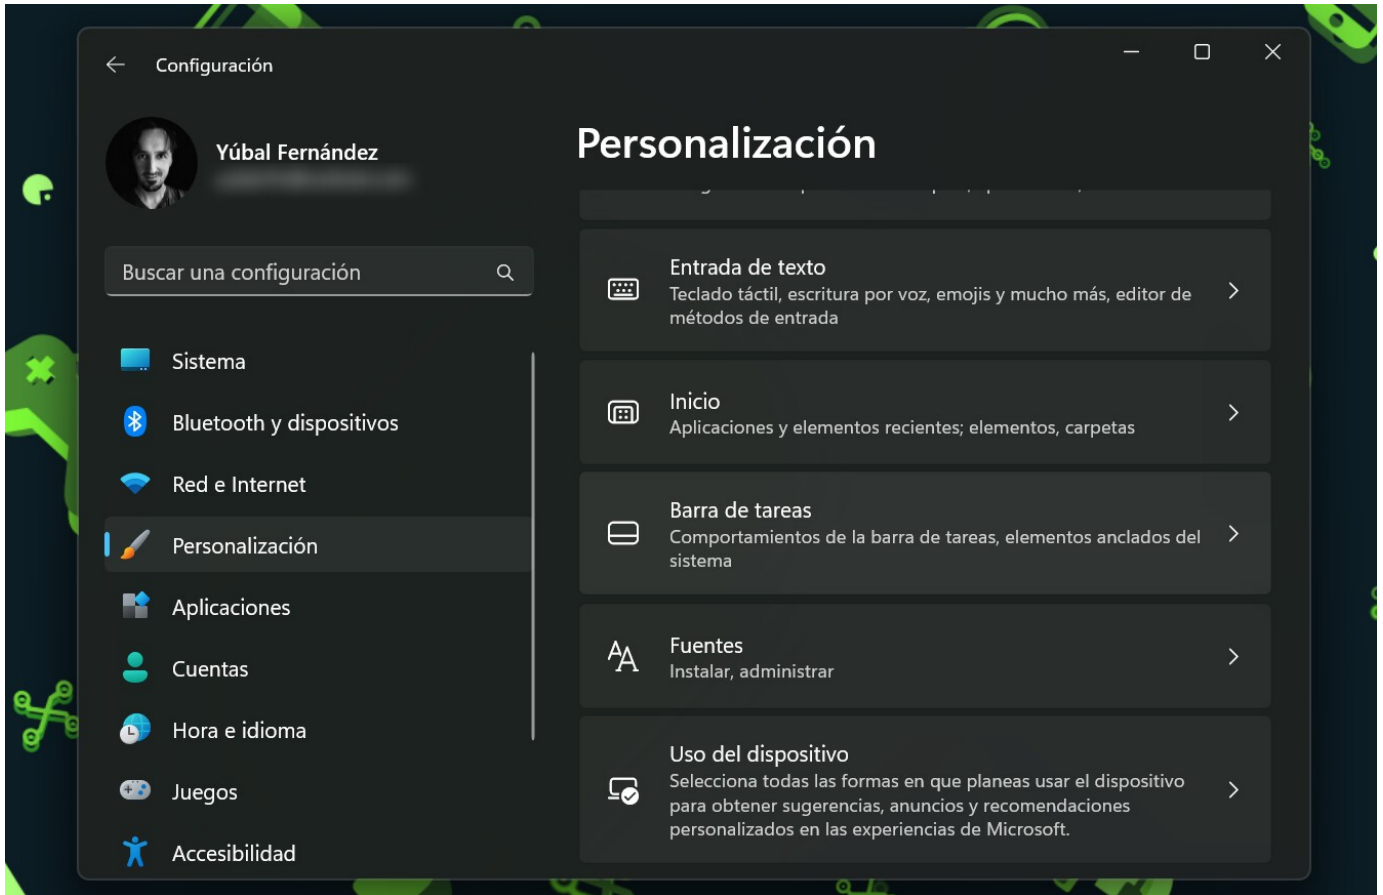 Configuración
Yúbal Fernández
Buscar una configuración
Sistema
Bluetooth y dispositivos
Red e Internet
Personalización
Aplicaciones
Cuentas
Hora e idioma
Juegos
Accesibilidad
Personalización
Entrada de texto
Teclado táctil, escritura por voz, emojis y mucho más, editor de
métodos de entrada
Inicio
Aplicaciones y elementos recientes; elementos, carpetas
Barra de tareas
Comportamientos de la barra de tareas, elementos anclados del
sistema
Fuentes
Instalar, administrar
Uso del dispositivo
Selecciona todas las formas en que planeas usar el dispositivo
para obtener sugerencias, anuncios y recomendaciones
personalizados en las experiencias de Microsoft.